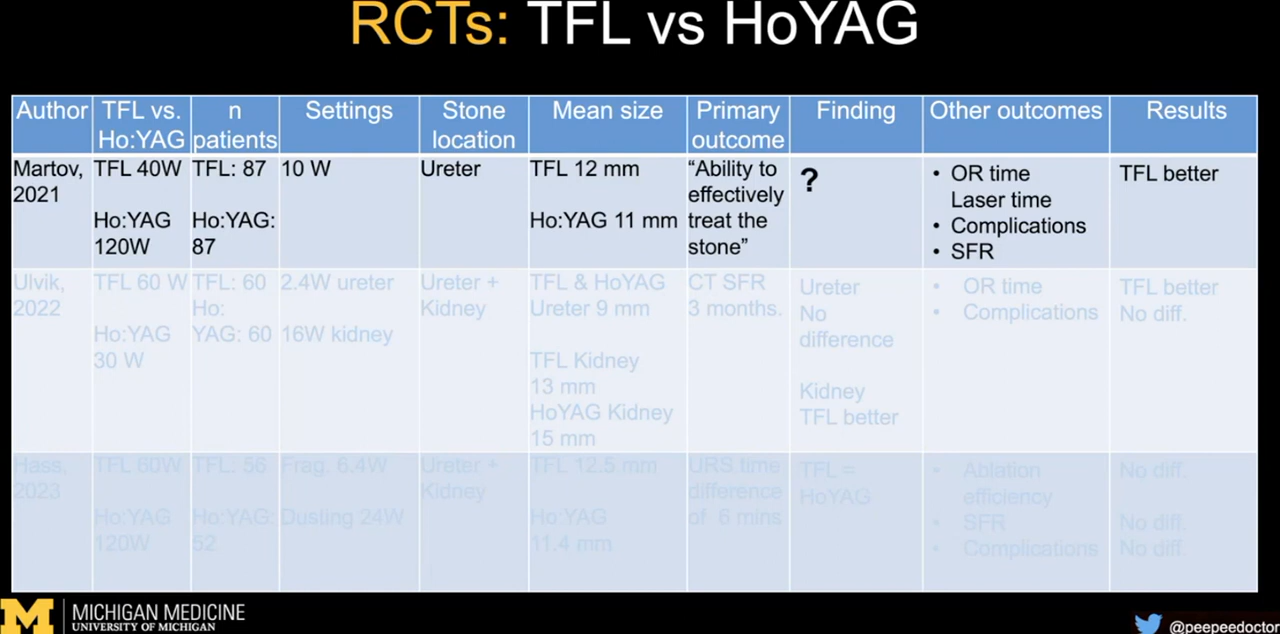 RCTs: TFL vs HoYAG
Author
TFL vs.
Ho:YAG
n
patients
Settings
Stone
location
Mean size
Primary
outcome
Finding
Other outcomes
Results
Martov,
2021
TFL 40W
Ho:YAG
120W
TFL: 87
Ho:YAG:
87
10 W
Ureter
TFL 12 mm
Ho:YAG 11 mm
“Ability to
effectively
treat the
stone”
?
• OR time
Laser time
• Complications
• SFR
TFL better
Ulvik,
2022
TFL 60 W
Ho:YAG
30 W
TFL: 60
Ho:
YAG: 60
2.4W ureter
16W kidney
Ureter +
Kidney
TFL & HoYAG
Ureter 9 mm
TFL Kidney
13 mm
HoYAG Kidney
15 mm
CT SFR
3 months.
Ureter
No
difference
Kidney
TFL better
• OR time
• Complications
TFL better
No diff.
Hass,
2023
TFL 60W
Ho:YAG
120W
TFL: 56
Ho:YAG:
52
Frag. 6.4W
Dusting 24W
Ureter +
Kidney
TFL 12.5 mm
Ho:YAG
11.4 mm
URS time
difference
of 6 mins
TFL =
HoYAG
• Ablation
efficiency
• SFR
• Complications
No diff.
No diff.
No diff.
M
MICHIGAN MEDICINE
UNIVERSITY OF MICHIGAN
@peepeedoctor